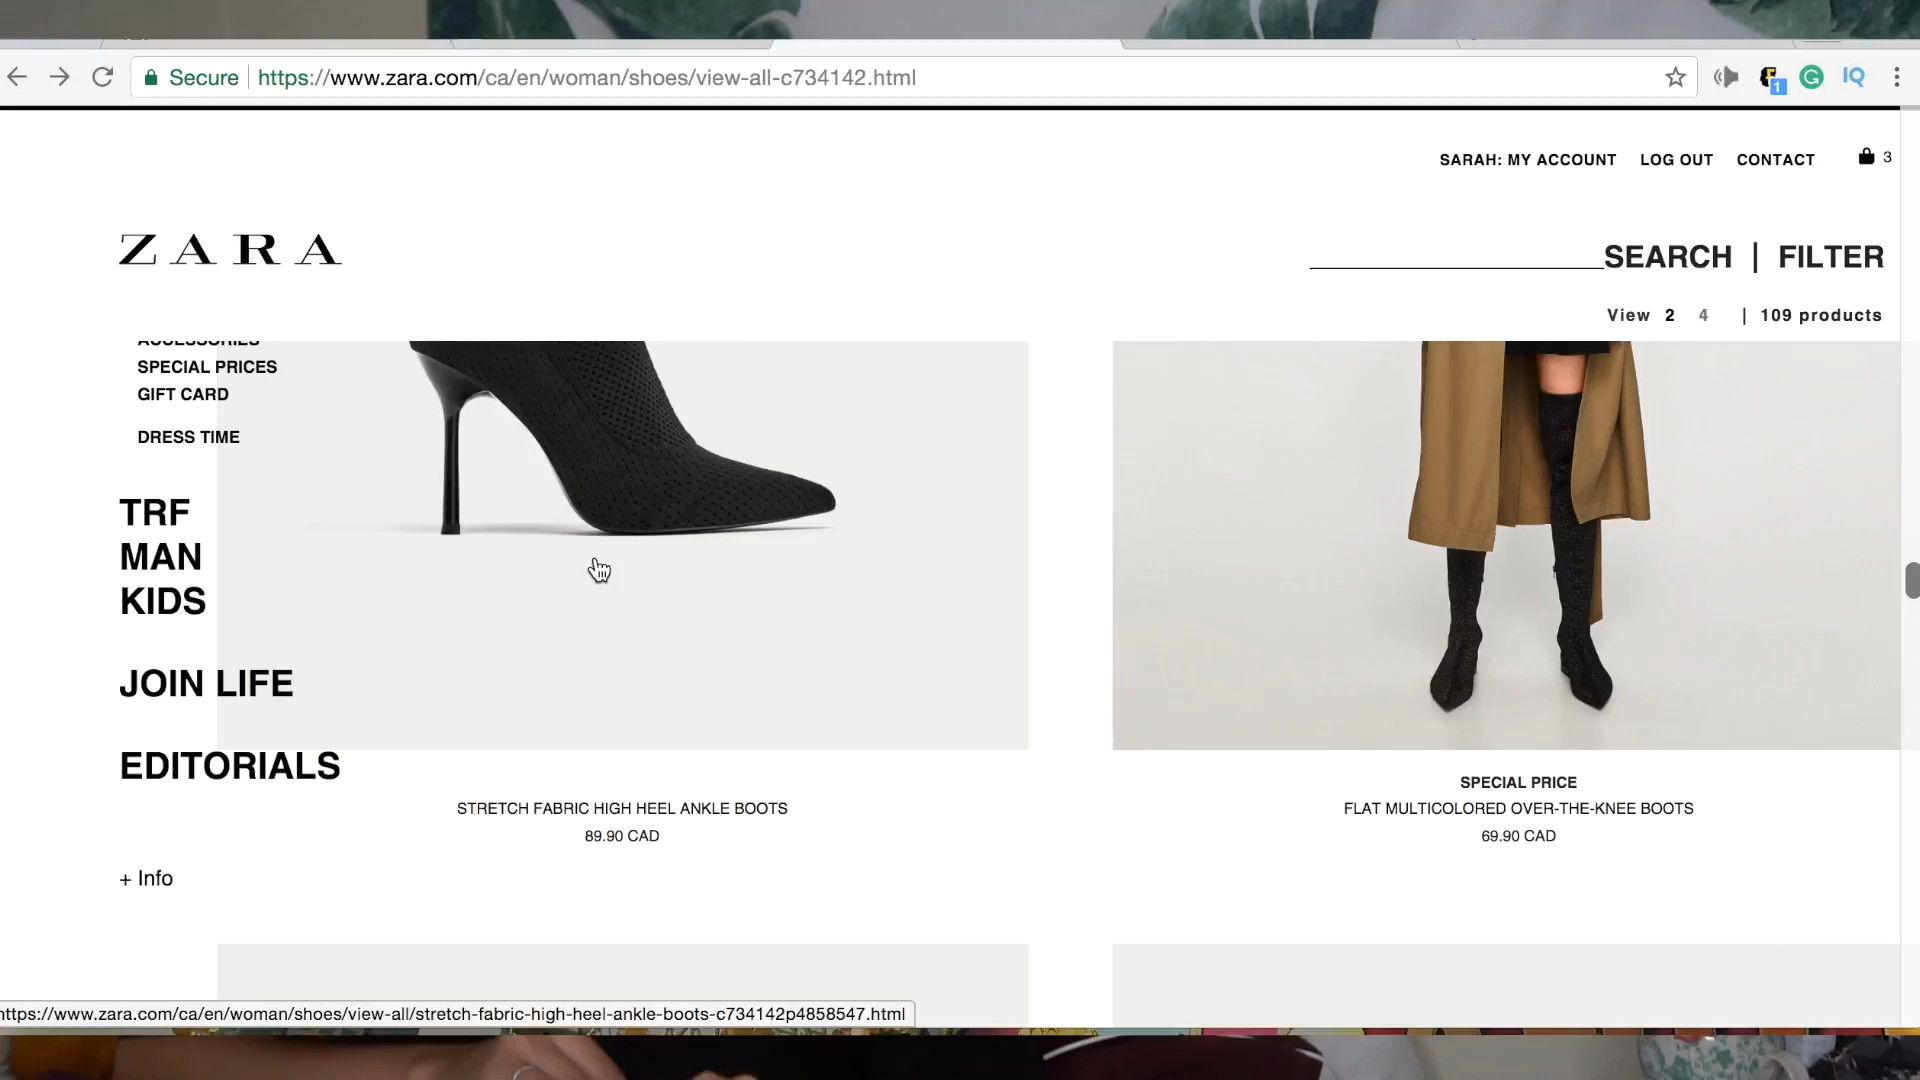 Secure https://www.zara.com/ca/en/woman/shoes/view-all-c734142.html
1
IQ
SARAH: MY ACCOUNT LOG OUT CONTACT 3
ZARA
SEARCH | FILTER
View 2 4 | 109 products
ACCESSORIES
SPECIAL PRICES
GIFT CARD
DRESS TIME
TRF
MAN
KIDS
JOIN LIFE
EDITORIALS
STRETCH FABRIC HIGH HEEL ANKLE BOOTS
89.90 CAD
SPECIAL PRICE
FLAT MULTICOLORED OVER-THE-KNEE BOOTS
69.90 CAD
+ Info
https://www.zara.com/ca/en/woman/shoes/view-all/stretch-fabric-high-heel-ankle-boots-c734142p4858547.html